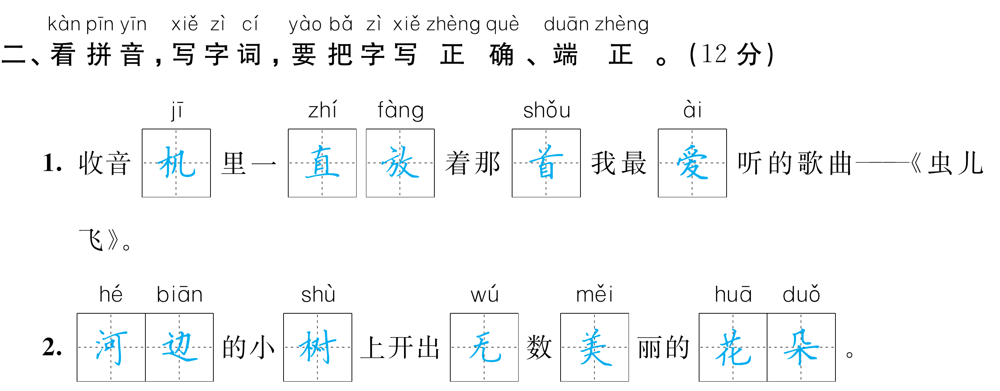 kàn pīn yīn xiě zì cí yào bǎ zì xiě zhèng què duān zhèng
二、看拼音,写字词,要把字写正确、端正。(12分)
jī zhí fàng shǒu ài
1. 收音机里一直放着那首我最爱听的歌曲——《虫儿
飞》。
hé biān shù wú měi huā duǒ
2. 河边的小树上开出无数美丽的花朵。